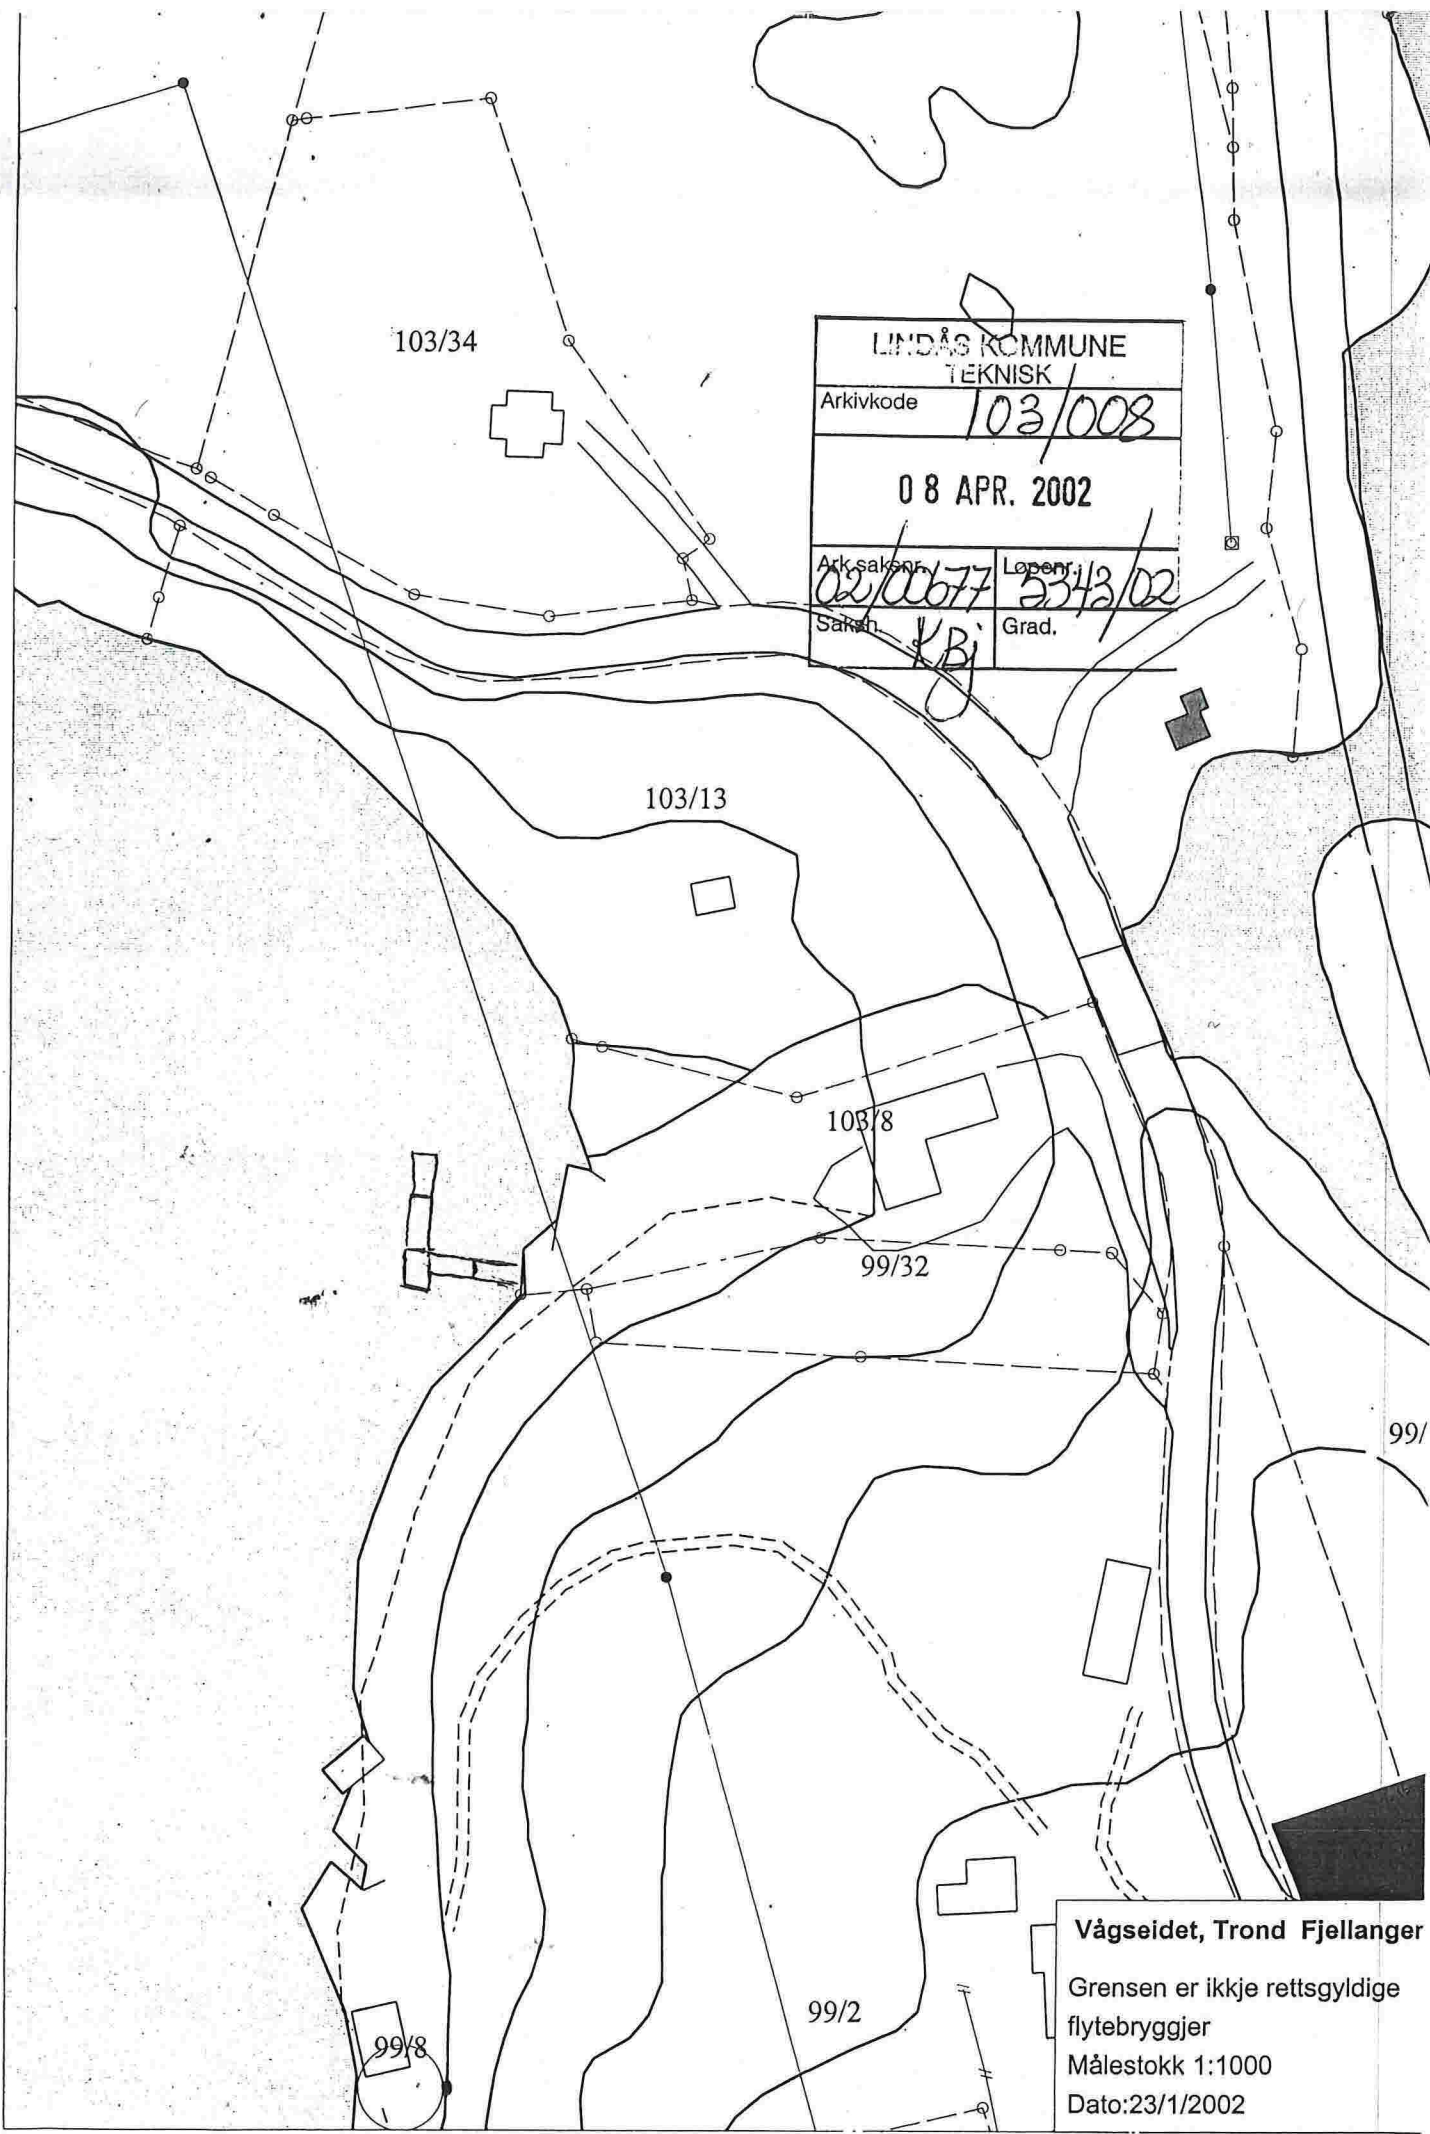 103/34
LINDÅS KOMMUNE
TEKNISK
Arkivkode 103/008
08 APR. 2002
Ark.saksnr. 02/00677 Løpenr. 5343/02
Saksh. KBj Grad.
103/13
103/8
99/32
99/
99/2
99/8
Vågseidet, Trond Fjellanger
Grensen er ikkje rettsgyldige
flytebryggjer
Målestokk 1:1000
Dato:23/1/2002